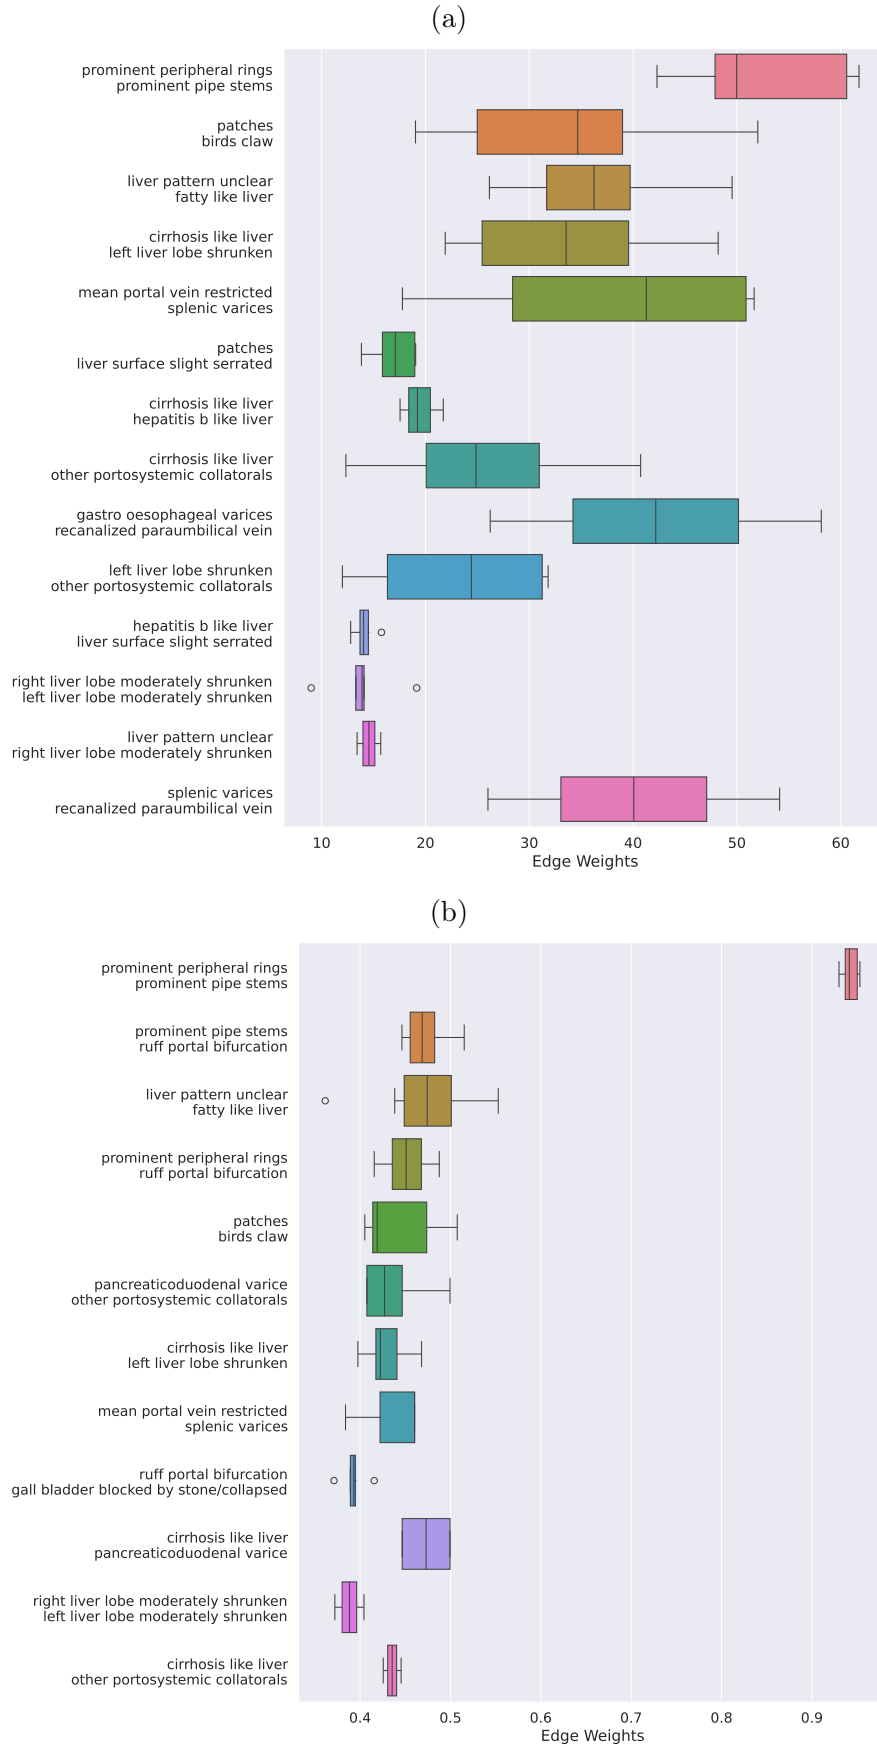 (a)
prominent peripheral rings
prominent pipe stems
patches
birds claw
liver pattern unclear
fatty like liver
cirrhosis like liver
left liver lobe shrunken
mean portal vein restricted
splenic varices
patches
liver surface slight serrated
cirrhosis like liver
hepatitis b like liver
cirrhosis like liver
other portosystemic collatorals
gastro oesophageal varices
recanalized paraumbilical vein
left liver lobe shrunken
other portosystemic collatorals
hepatitis b like liver
liver surface slight serrated
right liver lobe moderately shrunken
left liver lobe moderately shrunken
liver pattern unclear
right liver lobe moderately shrunken
splenic varices
recanalized paraumbilical vein
10 20 30 40 50 60
Edge Weights
(b)
prominent peripheral rings
prominent pipe stems
prominent pipe stems
ruff portal bifurcation
liver pattern unclear
fatty like liver
prominent peripheral rings
ruff portal bifurcation
patches
birds claw
pancreaticoduodenal varice
other portosystemic collatorals
cirrhosis like liver
left liver lobe shrunken
mean portal vein restricted
splenic varices
ruff portal bifurcation
gall bladder blocked by stone/collapsed
cirrhosis like liver
pancreaticoduodenal varice
right liver lobe moderately shrunken
left liver lobe moderately shrunken
cirrhosis like liver
other portosystemic collatorals
0.4 0.5 0.6 0.7 0.8 0.9
Edge Weights